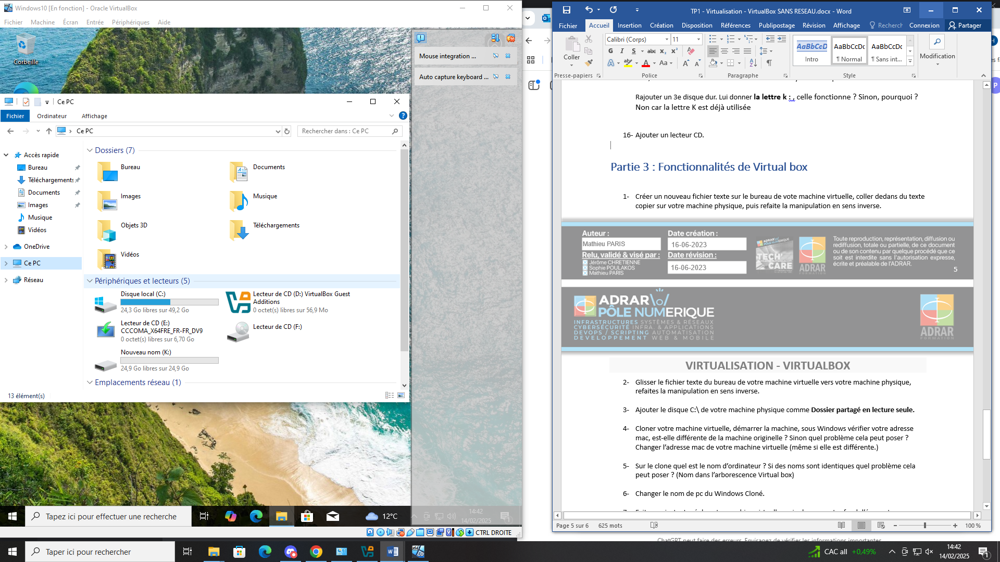 Windows10 [En fonction] - Oracle VirtualBox
Fichier Machine Écran Entrée Périphériques Aide
Corbeille
Mouse integration ...
Auto capture keyboard ...
Ce PC
Fichier Ordinateur Affichage
Ce PC
Rechercher dans : Ce PC
Accès rapide
Bureau
Téléchargements
Documents
Images
Musique
Vidéos
OneDrive
Ce PC
Réseau
Dossiers (7)
Bureau
Documents
Images
Musique
Objets 3D
Téléchargements
Vidéos
Périphériques et lecteurs (5)
Disque local (C:)
24,3 Go libres sur 49,2 Go
Lecteur de CD (D:) VirtualBox Guest
Additions
0 octet(s) libres sur 56,9 Mo
Lecteur de CD (E:)
CCCOMA_X64FRE_FR-FR_DV9
0 octet(s) libres sur 6,70 Go
Lecteur de CD (F:)
Nouveau nom (K:)
24,9 Go libres sur 24,9 Go
Emplacements réseau (1)
13 élément(s)
Tapez ici pour effectuer une recherche
12°C
14:42
14/02/2025
1
CTRL DROITE
TP1 - Virtualisation - VirtualBox SANS RESEAU.docx - Word
Fichier Accueil Insertion Création Disposition Références Publipostage Révision Affichage Recherch Connexion Partager
Coller
Calibri (Corps) 11
G I S abc x₂ x²
A A Aa A A
AaBbCcD AaBbCcDc AaBbCcDc
Intro ¶ Normal ¶ Sans int...
Modification
Presse-papiers Police Paragraphe Style
Rajouter un 3e disque dur. Lui donner la lettre k : , celle fonctionne ? Sinon, pourquoi ?
Non car la lettre K est déjà utilisée
16- Ajouter un lecteur CD.
Partie 3 : Fonctionnalités de Virtual box
1- Créer un nouveau fichier texte sur le bureau de vote machine virtuelle, coller dedans du texte
copier sur votre machine physique, puis refaite la manipulation en sens inverse.
Auteur :
Mathieu PARIS
Relu, validé & visé par :
Jérôme CHRETIENNE
Sophie POULAKOS
Mathieu PARIS
Date création :
16-06-2023
Date révision :
16-06-2023
TECH'
CARE
ADRAR
FORMATION
Toute reproduction, représentation, diffusion ou
rediffusion, totale ou partielle, de ce document
ou de son contenu par quelque procédé que ce
soit est interdite sans l'autorisation expresse,
écrite et préalable de l'ADRAR.
5
ADRAR\o/
PÔLE NUMERIQUE
INFRASTRUCTURES SYSTÈMES & RÉSEAUX
CYBERSÉCURITÉ INFRA. & APPLICATIONS
DEVOPS / SCRIPTING AUTOMATISATION
DEVELOPPEMENT WEB & MOBILE
ADRAR
FORMATION
VIRTUALISATION - VIRTUALBOX
2- Glisser le fichier texte du bureau de votre machine virtuelle vers votre machine physique,
refaites la manipulation en sens inverse.
3- Ajouter le disque C:\ de votre machine physique comme Dossier partagé en lecture seule.
4- Cloner votre machine virtuelle, démarrer la machine, sous Windows vérifier votre adresse
mac, est-elle différente de la machine originelle ? Sinon quel problème cela peut poser ?
Changer l'adresse mac de votre machine virtuelle (même si elle est différente.)
5- Sur le clone quel est le nom d'ordinateur ? Si des noms sont identiques quel problème cela
peut poser ? (Nom dans l'arborescence Virtual box)
6- Changer le nom de pc du Windows Cloné.
Page 5 sur 6 625 mots
100 %
Taper ici pour rechercher
CAC all +0,49%
14:42
14/02/2025
1